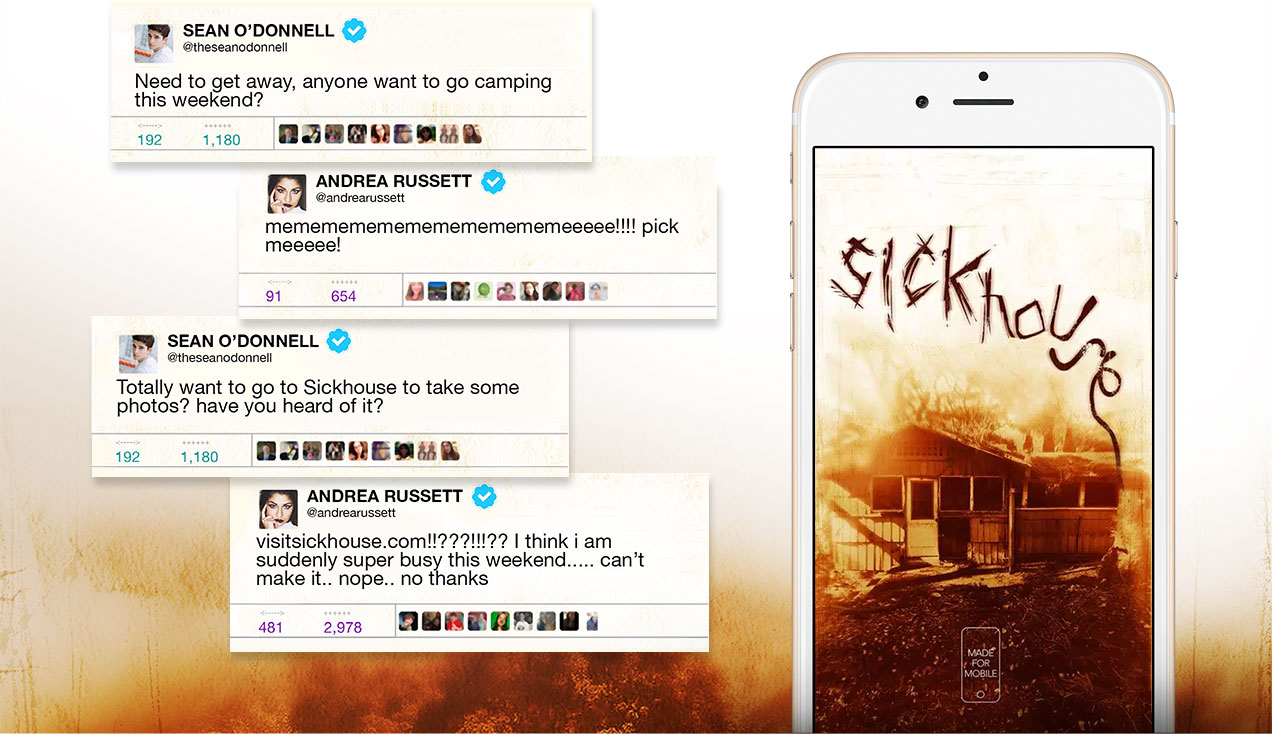 SEAN O’DONNELL
@theseanodonnell
Need to get away, anyone want to go camping
this weekend?
<----->
++++++
192
1,180
ANDREA RUSSETT
@andrearussett
mememememememememememeeeee!!!! pick
meeeee!
<----->
++++++
91
654
SEAN O’DONNELL
@theseanodonnell
Totally want to go to Sickhouse to take some
photos? have you heard of it?
<----->
++++++
192
1,180
ANDREA RUSSETT
@andrearussett
visitsickhouse.com!!???!!!?? I think i am
suddenly super busy this weekend..... can’t
make it.. nope.. no thanks
<----->
++++++
481
2,978
sickhouse
MADE
FOR
MOBILE